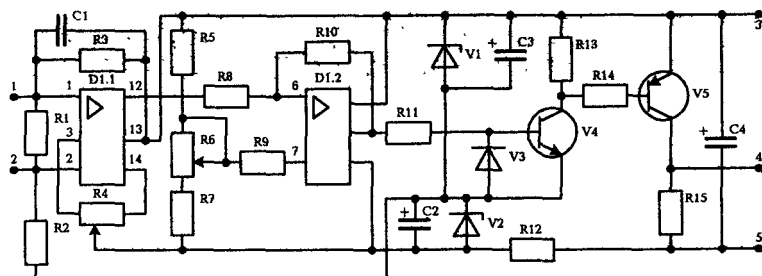 C1
R3
R5
R10
3
D1.1
R8
D1.2
V1
C3
R13
R14
1
1
12
6
V5
R1
3
13
R6
R11
V4
C4
2
2
14
R9
7
V3
4
R4
R7
C2
V2
R12
R15
R2
5